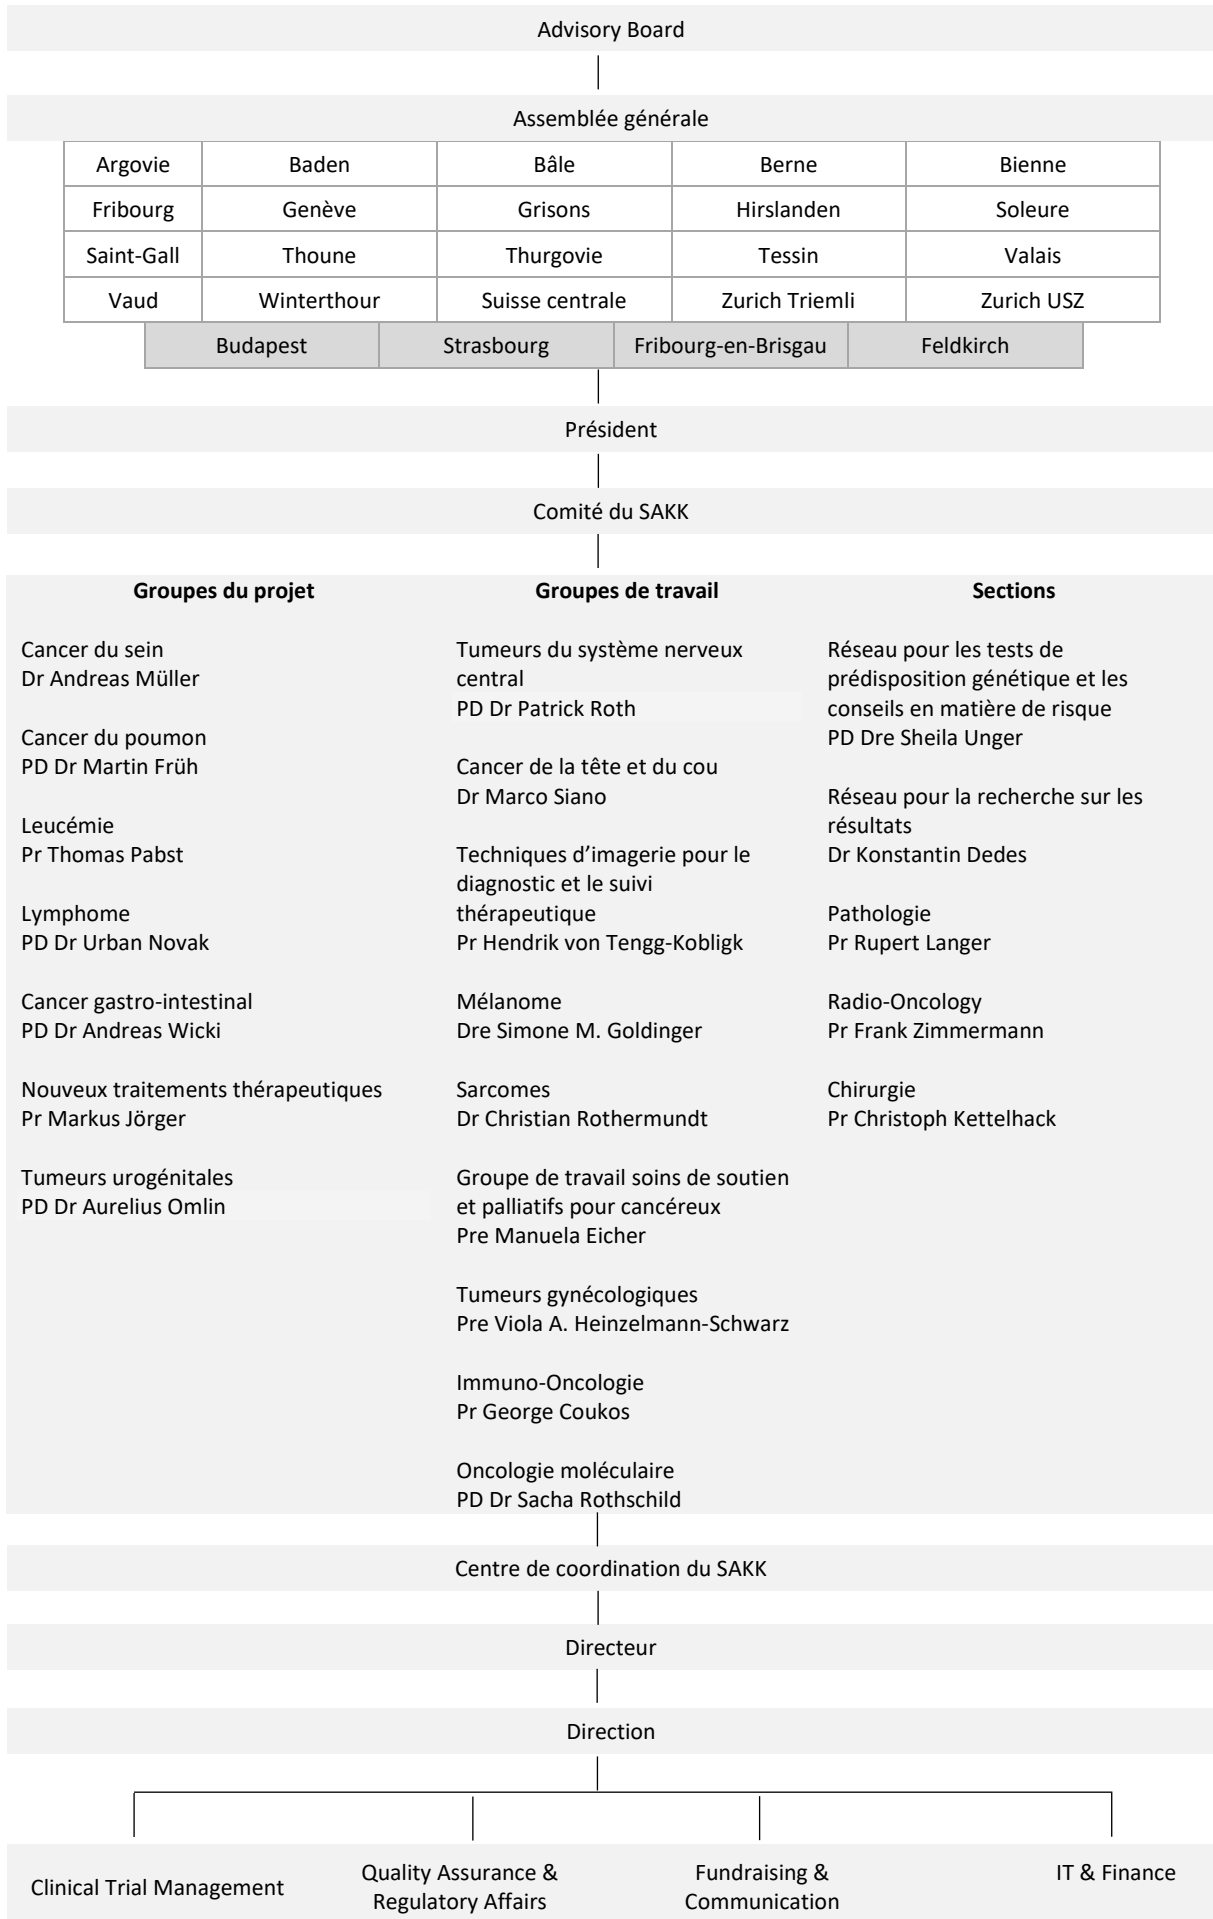 Advisory Board
Assemblée générale
Argovie Baden Bâle Berne Bienne
Fribourg Genève Grisons Hirslanden Soleure
Saint-Gall Thoune Thurgovie Tessin Valais
Vaud Winterthour Suisse centrale Zurich Triemli Zurich USZ
Budapest Strasbourg Fribourg-en-Brisgau Feldkirch
Président
Comité du SAKK
Groupes du projet
Cancer du sein
Dr Andreas Müller
Cancer du poumon
PD Dr Martin Früh
Leucémie
Pr Thomas Pabst
Lymphome
PD Dr Urban Novak
Cancer gastro-intestinal
PD Dr Andreas Wicki
Nouveux traitements thérapeutiques
Pr Markus Jörger
Tumeurs urogénitales
PD Dr Aurelius Omlin
Groupes de travail
Tumeurs du système nerveux
central
PD Dr Patrick Roth
Cancer de la tête et du cou
Dr Marco Siano
Techniques d’imagerie pour le
diagnostic et le suivi
thérapeutique
Pr Hendrik von Tengg-Kobligk
Mélanome
Dre Simone M. Goldinger
Sarcomes
Dr Christian Rothermundt
Groupe de travail soins de soutien
et palliatifs pour cancéreux
Pre Manuela Eicher
Tumeurs gynécologiques
Pre Viola A. Heinzelmann-Schwarz
Immuno-Oncologie
Pr George Coukos
Oncologie moléculaire
PD Dr Sacha Rothschild
Sections
Réseau pour les tests de
prédisposition génétique et les
conseils en matière de risque
PD Dre Sheila Unger
Réseau pour la recherche sur les
résultats
Dr Konstantin Dedes
Pathologie
Pr Rupert Langer
Radio-Oncology
Pr Frank Zimmermann
Chirurgie
Pr Christoph Kettelhack
Centre de coordination du SAKK
Directeur
Direction
Clinical Trial Management
Quality Assurance &
Regulatory Affairs
Fundraising &
Communication
IT & Finance